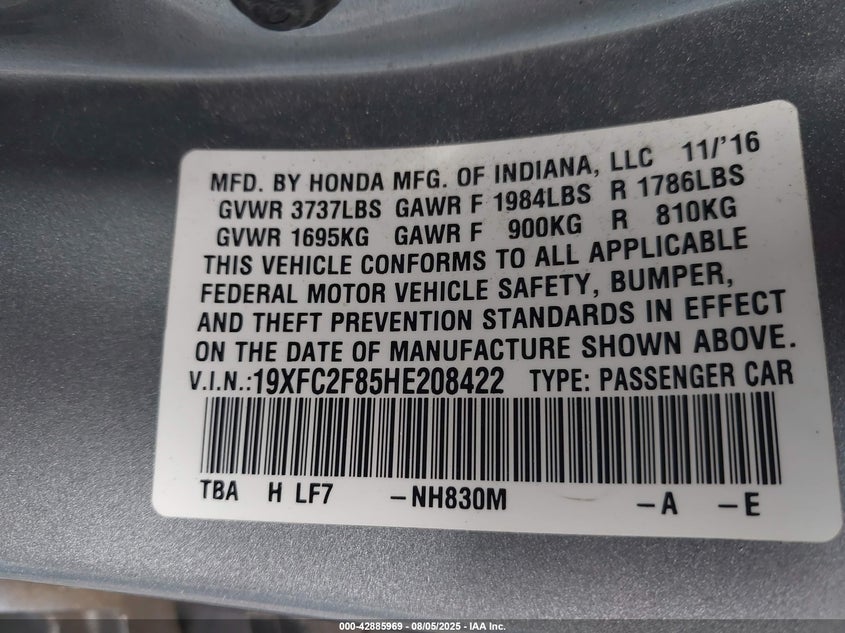 MFD. BY HONDA MFG. OF INDIANA, LLC 11/'16
GVWR 3737LBS GAWR F 1984LBS R 1786LBS
GVWR 1695KG GAWR F 900KG R 810KG
THIS VEHICLE CONFORMS TO ALL APPLICABLE
FEDERAL MOTOR VEHICLE SAFETY, BUMPER,
AND THEFT PREVENTION STANDARDS IN EFFECT
ON THE DATE OF MANUFACTURE SHOWN ABOVE.
V.I.N.:19XFC2F85HE208422 TYPE: PASSENGER CAR
TBA H LF7 -NH830M -A -E
000-42885969 - 08/05/2025 - IAA Inc.